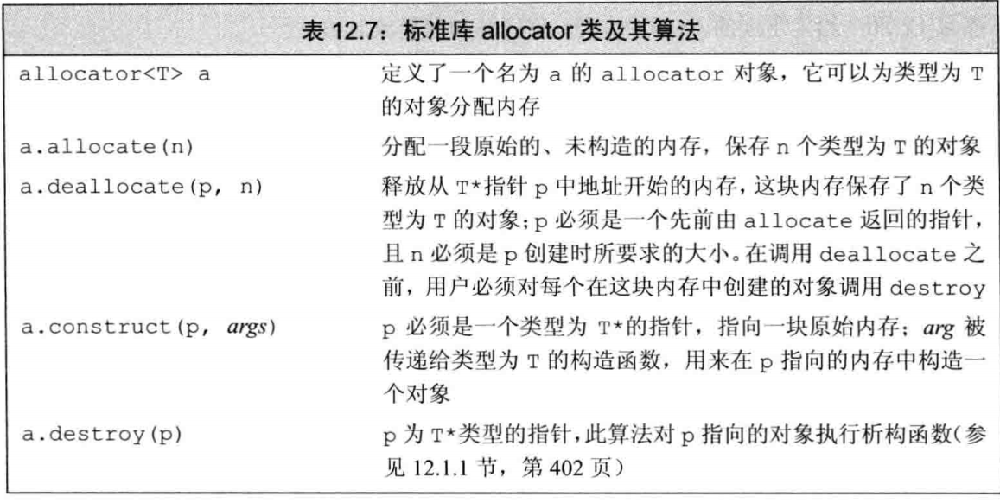 表 12.7：标准库 allocator 类及其算法
allocator<T> a 定义了一个名为 a 的 allocator 对象，它可以为类型为 T
的对象分配内存
a.allocate(n) 分配一段原始的、未构造的内存，保存 n 个类型为 T 的对象
a.deallocate(p, n) 释放从 T*指针 p 中地址开始的内存，这块内存保存了 n 个类
型为 T 的对象；p 必须是一个先前由 allocate 返回的指针，
且 n 必须是 p 创建时所要求的大小。在调用 deallocate 之
前，用户必须对每个在这块内存中创建的对象调用 destroy
a.construct(p, args) p 必须是一个类型为 T*的指针，指向一块原始内存；arg 被
传递给类型为 T 的构造函数，用来在 p 指向的内存中构造一
个对象
a.destroy(p) p 为 T*类型的指针，此算法对 p 指向的对象执行析构函数（参
见 12.1.1 节，第 402 页）